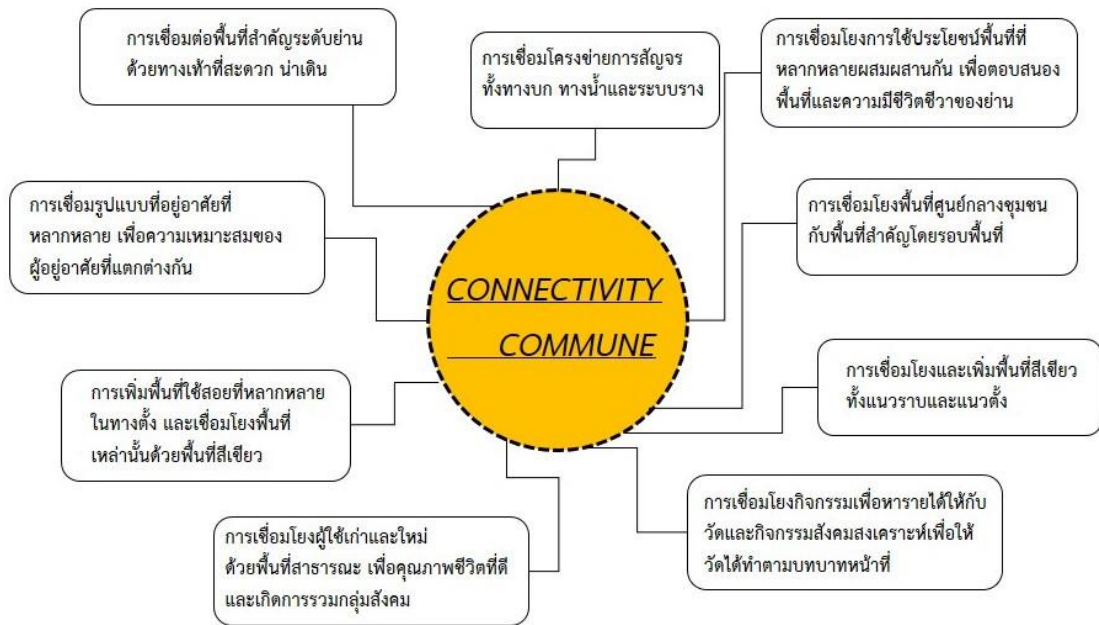 การเชื่อมต่อพื้นที่สำคัญระดับย่าน
ด้วยทางเท้าที่สะดวก น่าเดิน
การเชื่อมโครงข่ายการสัญจร
ทั้งทางบก ทางน้ำและระบบราง
การเชื่อมโยงการใช้ประโยชน์พื้นที่ที่
หลากหลายผสมผสานกัน เพื่อตอบสนอง
พื้นที่และความมีชีวิตชีวาของย่าน
การเชื่อมรูปแบบที่อยู่อาศัยที่
หลากหลาย เพื่อความเหมาะสมของ
ผู้อยู่อาศัยที่แตกต่างกัน
การเชื่อมโยงพื้นที่ศูนย์กลางชุมชน
กับพื้นที่สำคัญโดยรอบพื้นที่
CONNECTIVITY
COMMUNE
การเพิ่มพื้นที่ใช้สอยที่หลากหลาย
ในทางตั้ง และเชื่อมโยงพื้นที่
เหล่านั้นด้วยพื้นที่สีเขียว
การเชื่อมโยงและเพิ่มพื้นที่สีเขียว
ทั้งแนวราบและแนวตั้ง
การเชื่อมโยงผู้ใช้เก่าและใหม่
ด้วยพื้นที่สาธารณะ เพื่อคุณภาพชีวิตที่ดี
และเกิดการรวมกลุ่มสังคม
การเชื่อมโยงกิจกรรมเพื่อหารายได้ให้กับ
วัดและกิจกรรมสังคมสงเคราะห์เพื่อให้
วัดได้ทำตามบทบาทหน้าที่